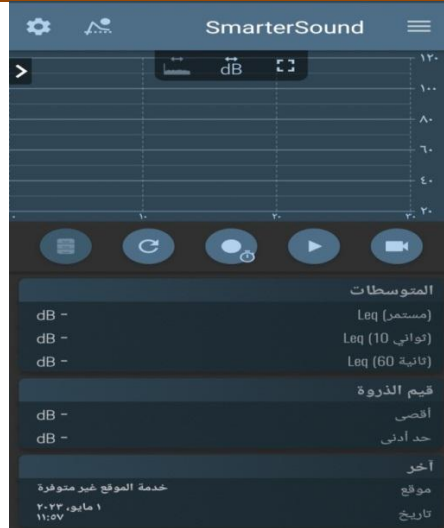 SmarterSound
dB
١٢٠
١٠٠
٨٠
٦٠
٤٠
٢٠
٠ ١٠ ٢٠ ٣٠
المتوسطات
Leq (مستمر) - dB
Leq (10 ثواني) - dB
Leq (60 ثانية) - dB
قيم الذروة
أقصى - dB
حد أدنى - dB
آخر
موقع خدمة الموقع غير متوفرة
تاريخ ١ مايو، ٢٠٢٣
١١:٥٧